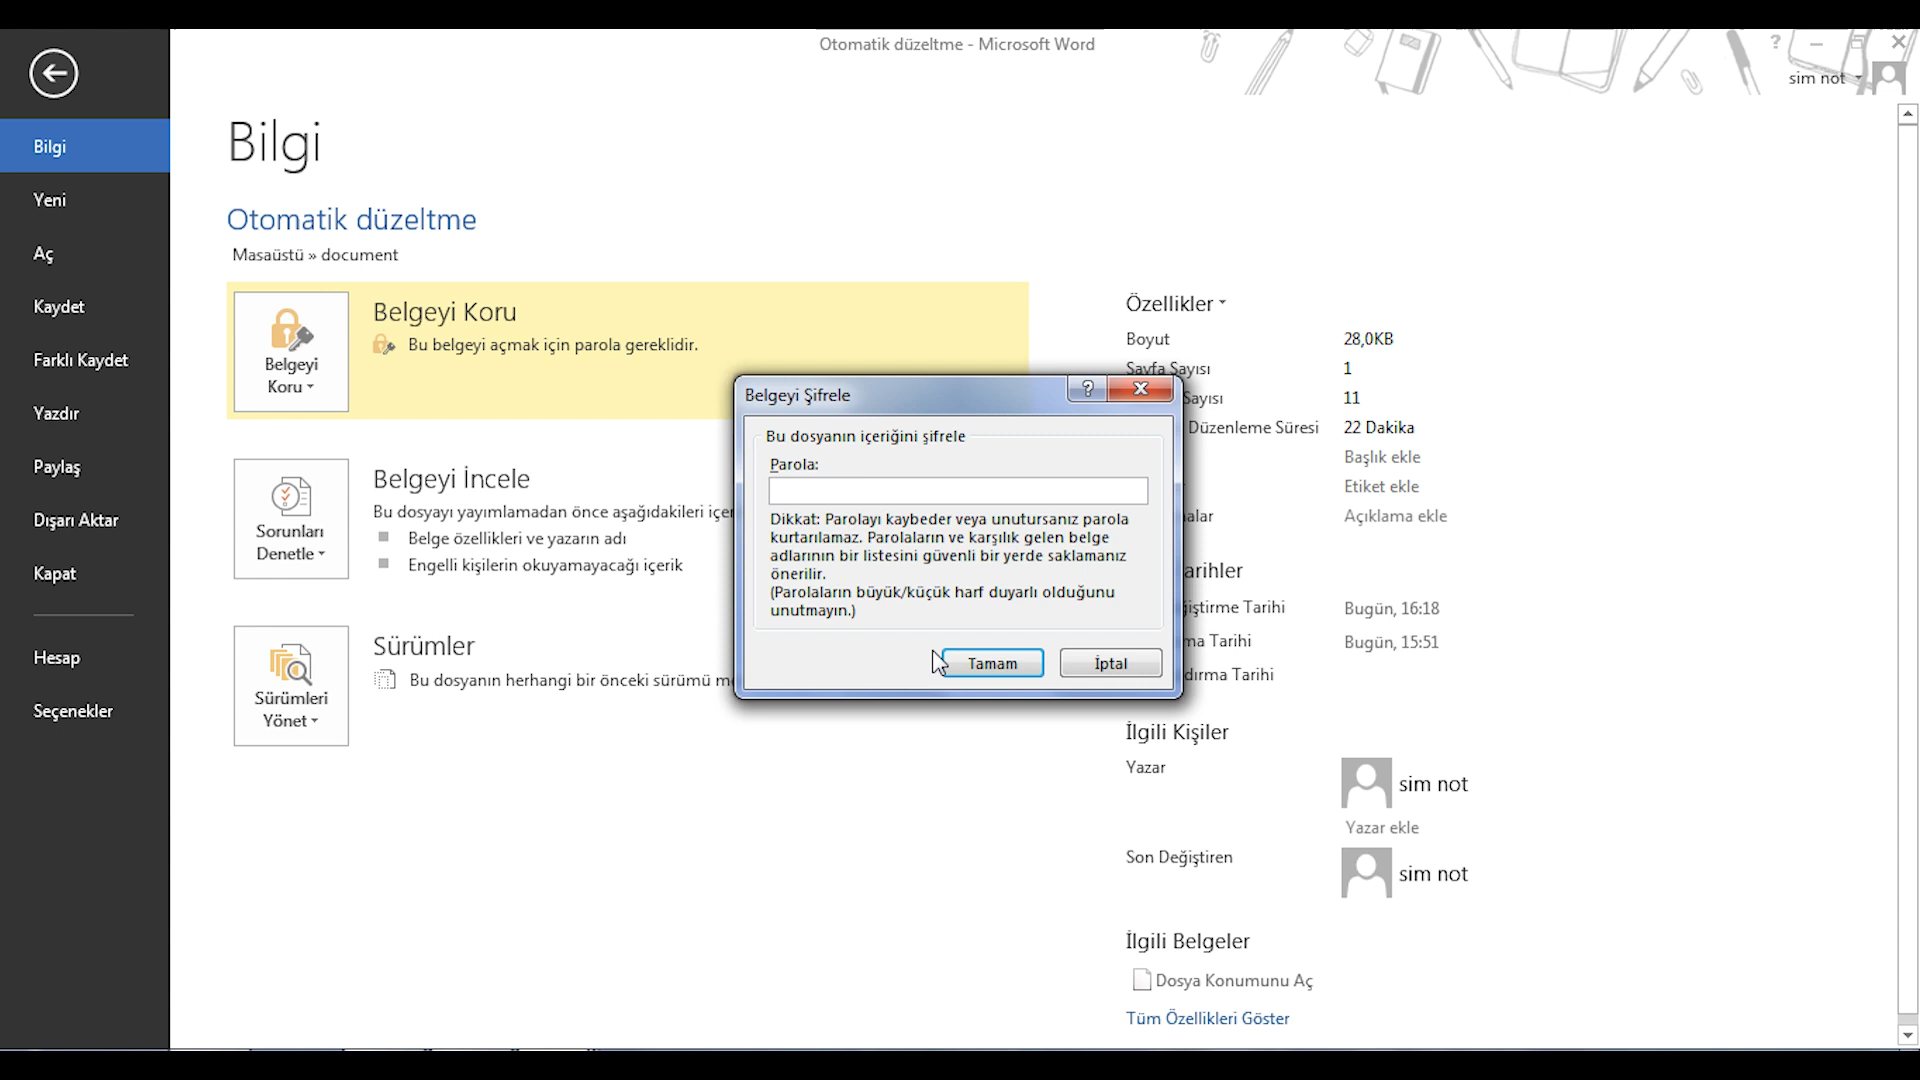 Otomatik düzeltme - Microsoft Word
?
sim not
Bilgi
Yeni
Aç
Kaydet
Farklı Kaydet
Yazdır
Paylaş
Dışarı Aktar
Kapat
Hesap
Seçenekler
Bilgi
Otomatik düzeltme
Masaüstü » document
Belgeyi
Koru
Belgeyi Koru
Bu belgeyi açmak için parola gereklidir.
Sorunları
Denetle
Belgeyi İncele
Bu dosyayı yayımlamadan önce aşağıdakileri içer
Belge özellikleri ve yazarın adı
Engelli kişilerin okuyamayacağı içerik
Sürümleri
Yönet
Sürümler
Bu dosyanın herhangi bir önceki sürümü m
Belgeyi Şifrele
?
Bu dosyanın içeriğini şifrele
Parola:
Dikkat: Parolayı kaybeder veya unutursanız parola
kurtarılamaz. Parolaların ve karşılık gelen belge
adlarının bir listesini güvenli bir yerde saklamanız
önerilir.
(Parolaların büyük/küçük harf duyarlı olduğunu
unutmayın.)
Tamam
İptal
Özellikler
Boyut 28,0KB
Sayfa Sayısı 1
Sayısı 11
Düzenleme Süresi 22 Dakika
Başlık ekle
Etiket ekle
alar Açıklama ekle
arihler
ğiştirme Tarihi Bugün, 16:18
ma Tarihi Bugün, 15:51
dırma Tarihi
İlgili Kişiler
Yazar
sim not
Yazar ekle
Son Değiştiren
sim not
İlgili Belgeler
Dosya Konumunu Aç
Tüm Özellikleri Göster